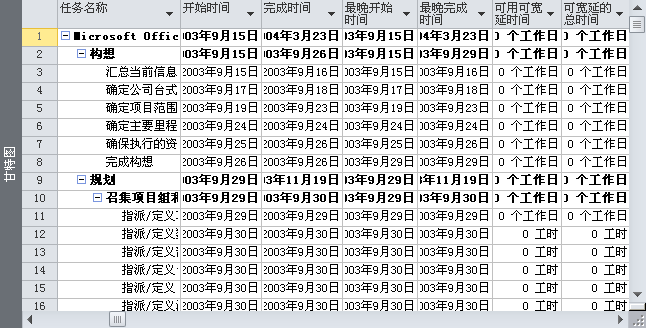 任务名称 开始时间 完成时间 最晚开始时间 最晚完成时间 可用可宽延时间 可宽延的总时间
1 Microsoft Offic 03年9月15日 04年3月23日 3年9月15日 4年3月23日 0 个工作日 0 个工作日
2 构想 03年9月15日 03年9月26日 3年9月15日 3年9月29日 0 个工作日 0 个工作日
3 汇总当前信息 2003年9月15日 2003年9月16日 03年9月15日 003年9月16日 0 个工作日 0 个工作日
4 确定公司台式 2003年9月17日 2003年9月18日 03年9月17日 003年9月18日 0 个工作日 0 个工作日
5 确定项目范围 2003年9月19日 2003年9月23日 03年9月19日 003年9月23日 0 个工作日 0 个工作日
6 确定主要里程 2003年9月24日 2003年9月24日 03年9月24日 003年9月24日 0 个工作日 0 个工作日
7 确保执行的资 2003年9月25日 2003年9月26日 03年9月25日 003年9月26日 0 个工作日 0 个工作日
8 完成构想 2003年9月26日 2003年9月26日 03年9月29日 003年9月29日 0 个工作日 0 个工作日
9 规划 03年9月29日 03年11月19日 3年9月29日 3年11月19日 0 个工作日 0 个工作日
10 召集项目组和 03年9月29日 03年9月30日 3年9月29日 3年9月30日 0 个工作日 0 个工作日
11 指派/定义 2003年9月29日 2003年9月29日 03年9月29日 003年9月29日 0 个工作日 0 个工作日
12 指派/定义 2003年9月30日 2003年9月30日 03年9月30日 003年9月30日 0 工时 0 工时
13 指派/定义 2003年9月30日 2003年9月30日 03年9月30日 003年9月30日 0 工时 0 工时
14 指派/定义 2003年9月30日 2003年9月30日 03年9月30日 003年9月30日 0 工时 0 工时
15 指派/定义 2003年9月30日 2003年9月30日 03年9月30日 003年9月30日 0 工时 0 工时
16 指派/定义 2003年9月30日 2003年9月30日 03年9月30日 003年9月30日 0 工时 0 工时
甘特图